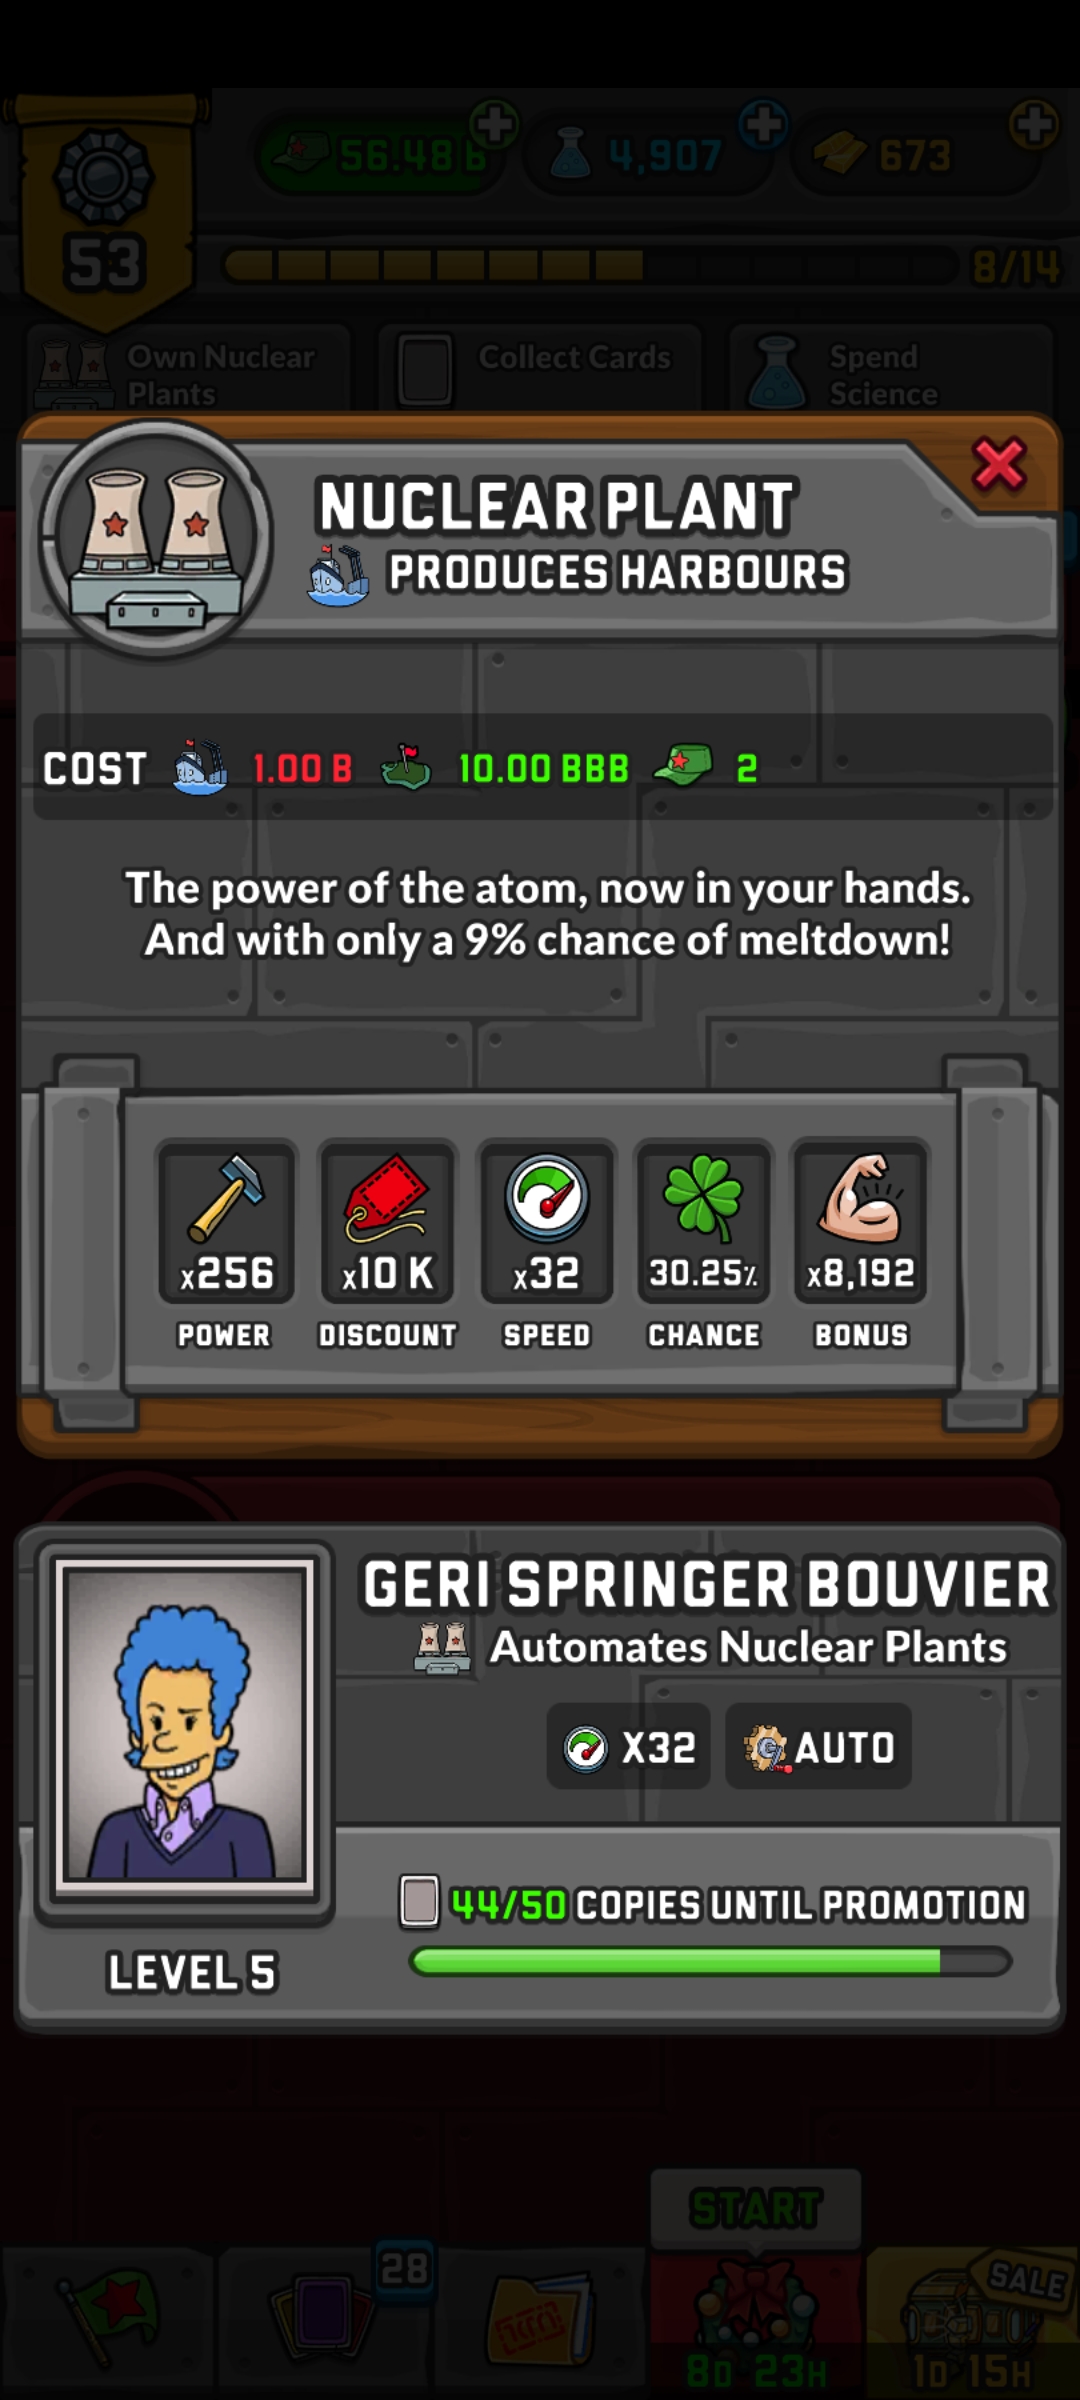 56.48 B
4,907
673
53
8/14
Own Nuclear
Plants
Collect Cards
Spend
Science
NUCLEAR PLANT
PRODUCES HARBOURS
COST 1.00 B 10.00 BBB 2
The power of the atom, now in your hands.
And with only a 9% chance of meltdown!
x256
x10 K
x32
30.25%
x8,192
POWER
DISCOUNT
SPEED
CHANCE
BONUS
GERI SPRINGER BOUVIER
Automates Nuclear Plants
X32
AUTO
44/50 COPIES UNTIL PROMOTION
LEVEL 5
START
28
SALE
8D 23H
1D 15H